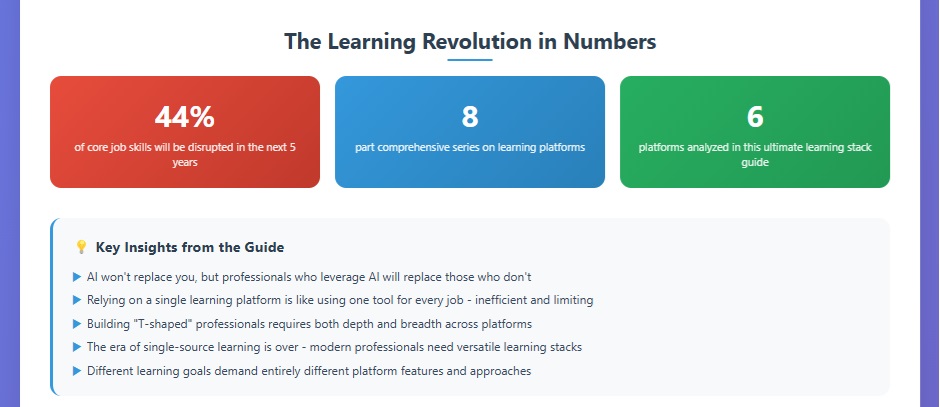 The Learning Revolution in Numbers
44%
of core job skills will be disrupted in the next 5
years
8
part comprehensive series on learning platforms
6
platforms analyzed in this ultimate learning stack
guide
💡 Key Insights from the Guide
▶ AI won't replace you, but professionals who leverage AI will replace those who don't
▶ Relying on a single learning platform is like using one tool for every job - inefficient and limiting
▶ Building "T-shaped" professionals requires both depth and breadth across platforms
▶ The era of single-source learning is over - modern professionals need versatile learning stacks
▶ Different learning goals demand entirely different platform features and approaches